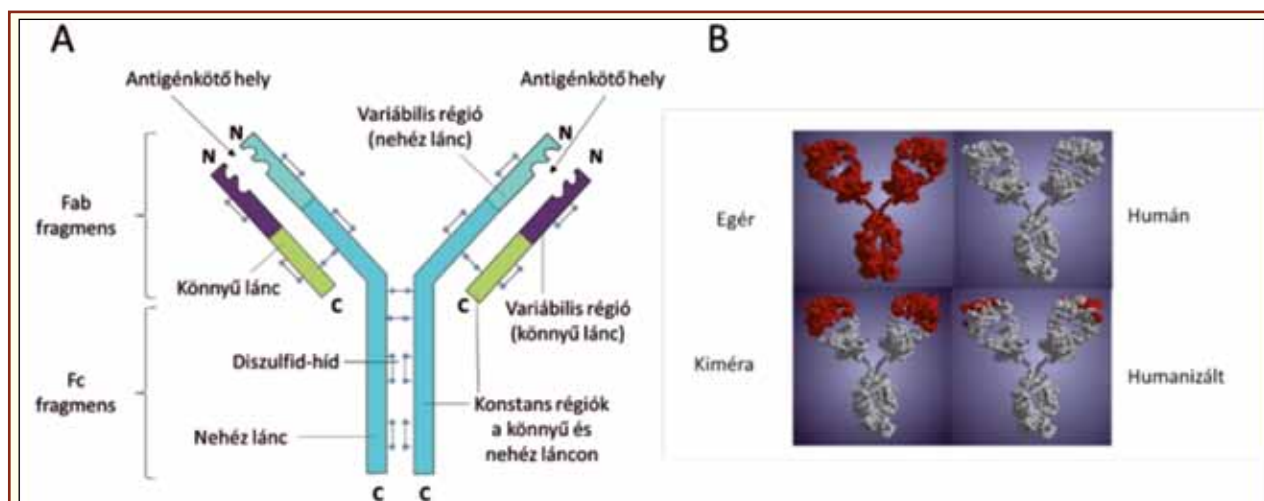 A
B
Antigénkötő hely
Antigénkötő hely
Variábilis régió
(nehéz lánc)
N
N
N
N
Fab
fragmens
Egér
Humán
Könnyű lánc
C
C
Variábilis régió
(könnyű lánc)
Diszulfid-híd
Kiméra
Humanizált
Fc
fragmens
Nehéz lánc
Konstans régiók
a könnyű és
nehéz láncon
C
C